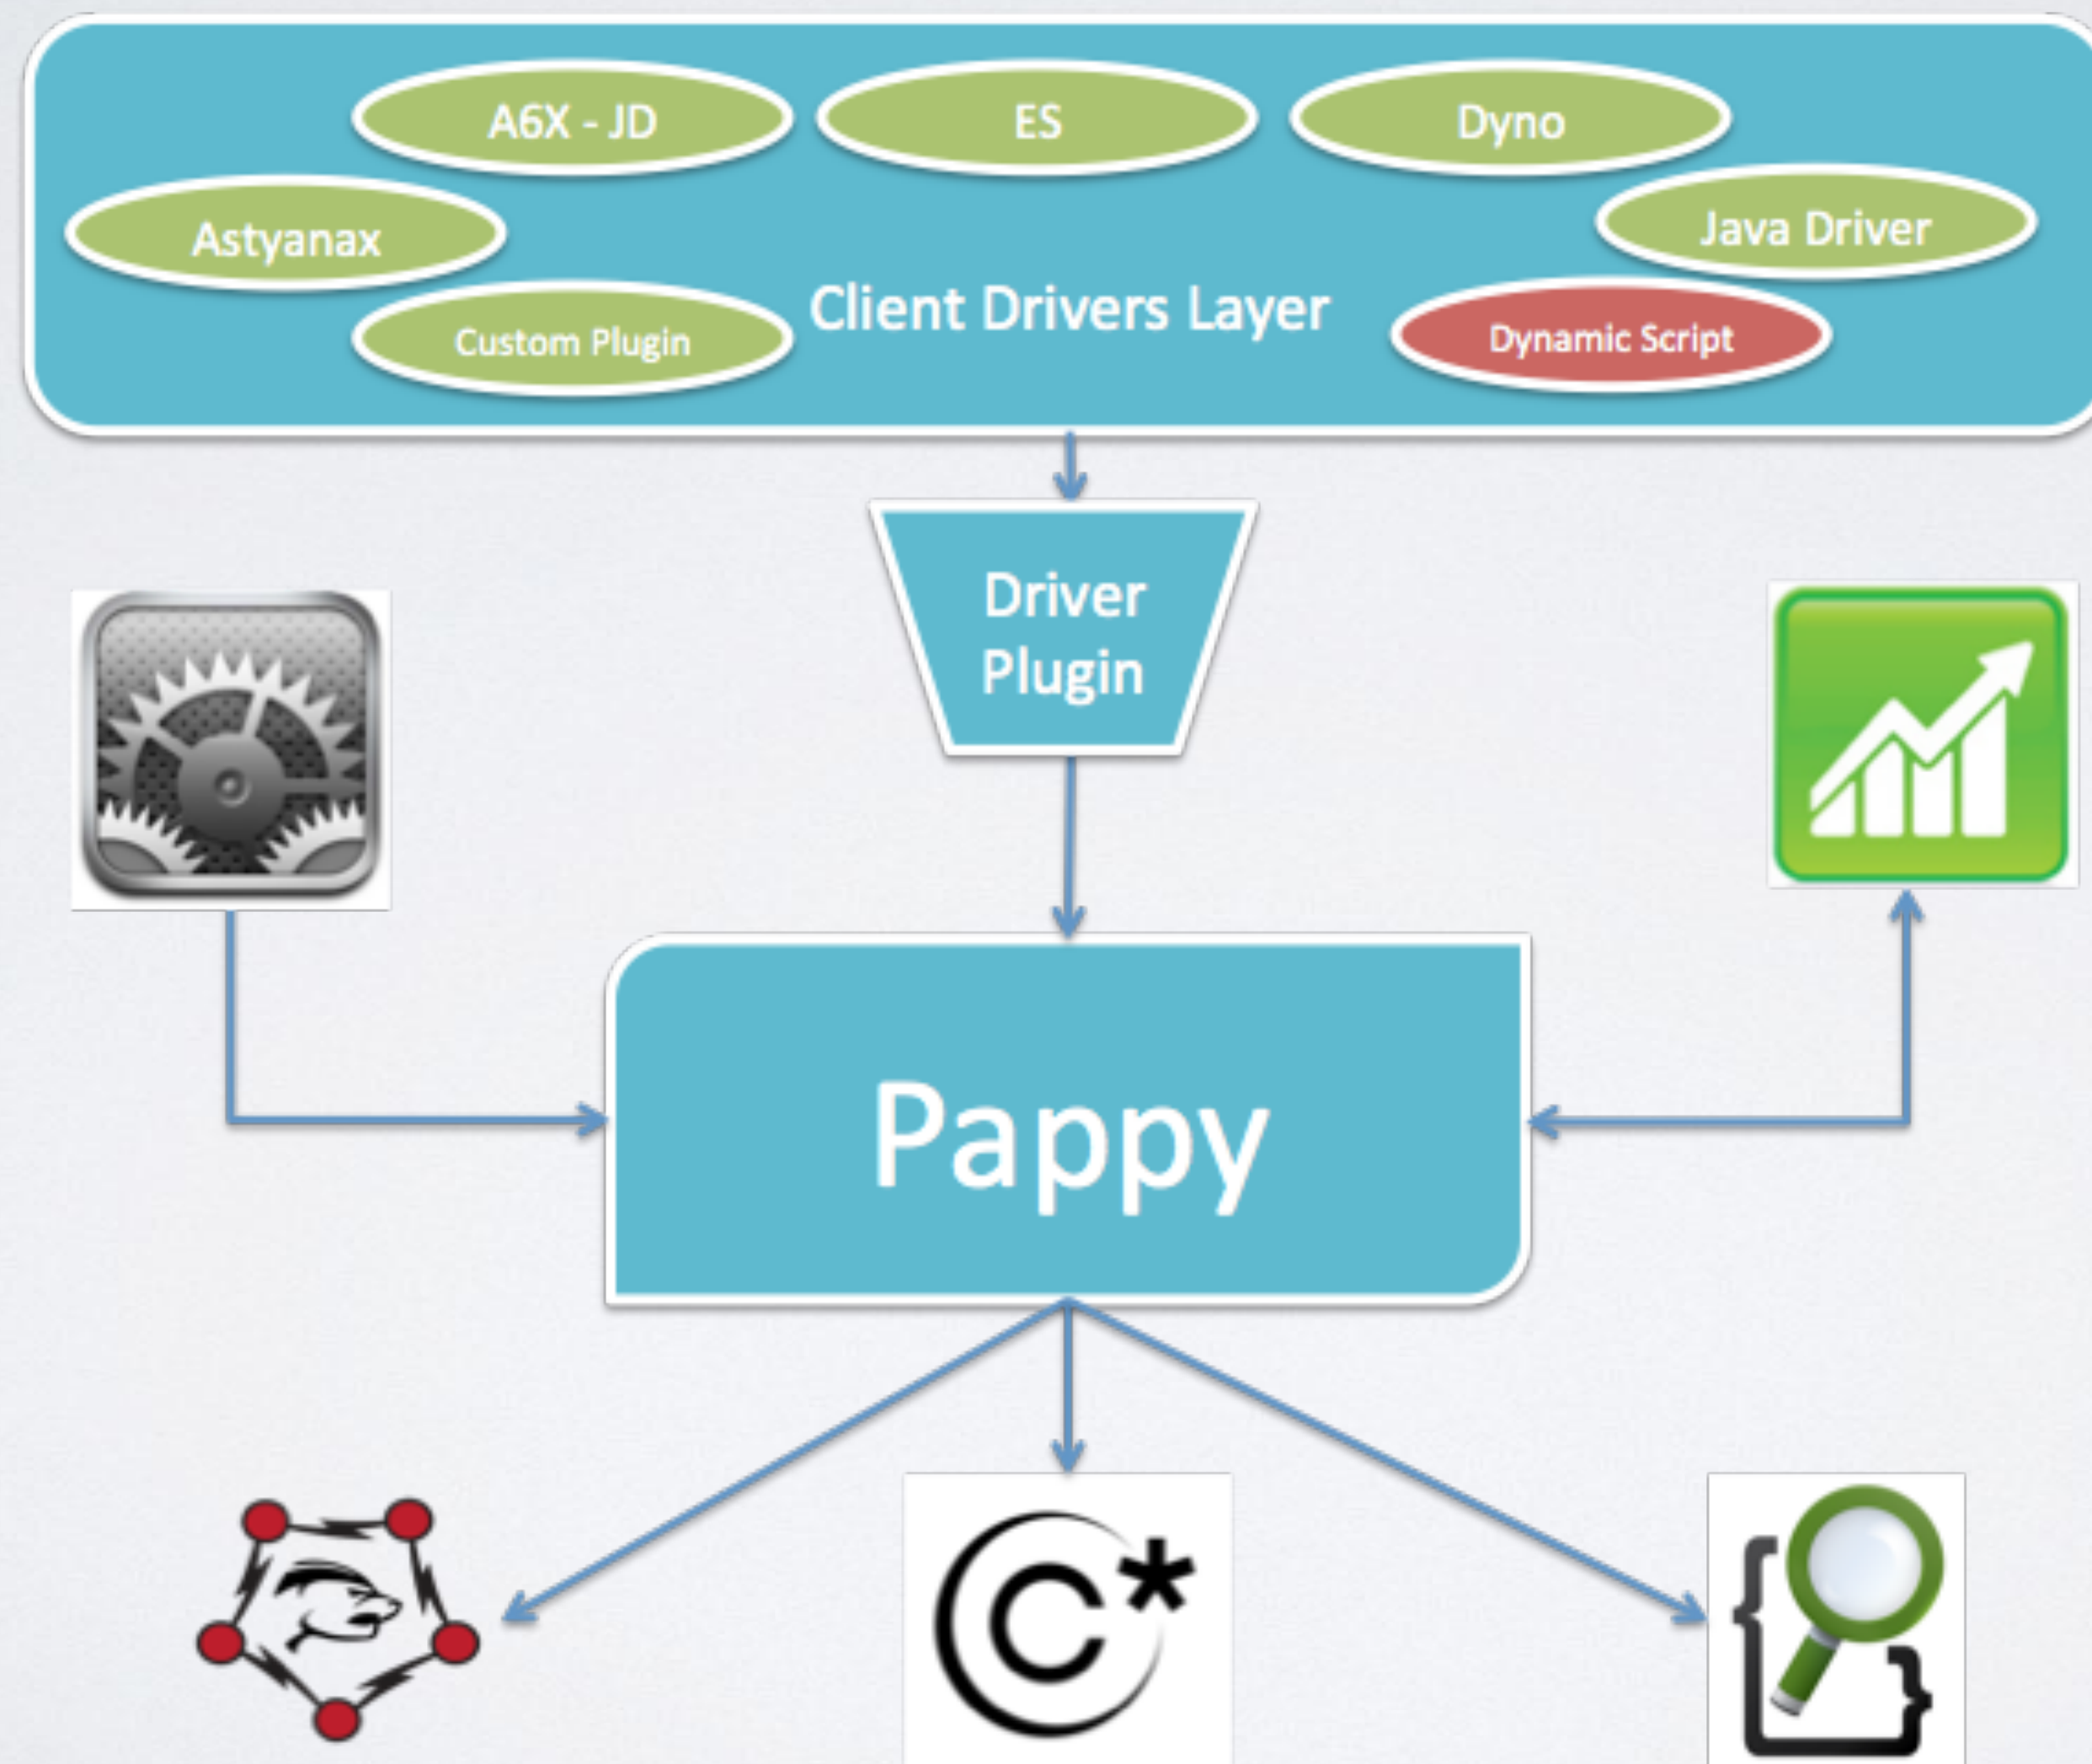 A6X - JD
ES
Dyno
Astyanax
Java Driver
Client Drivers Layer
Custom Plugin
Dynamic Script
Driver
Plugin
Pappy
C*